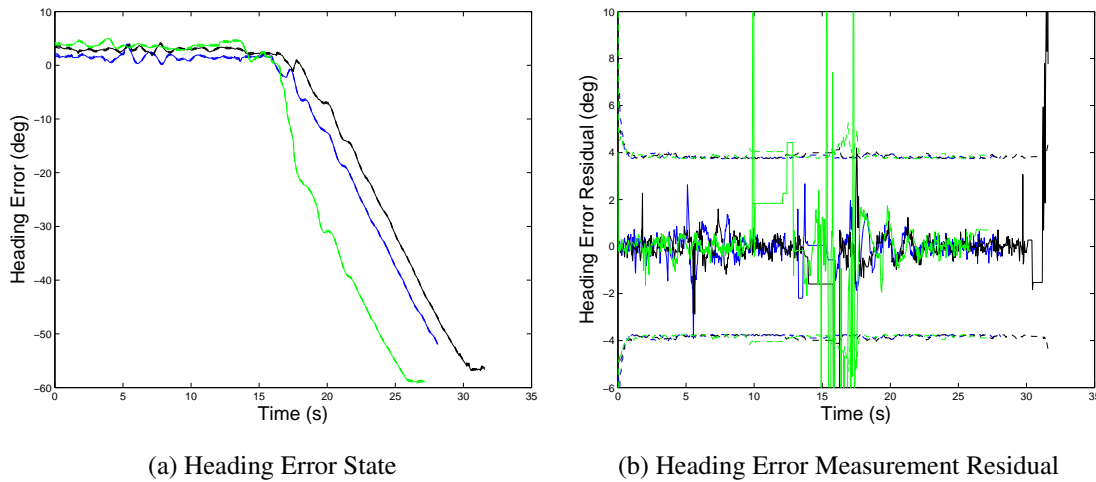 10
0
−10
−20
−30
−40
−50
−60
0 5 10 15 20 25 30 35
Heading Error (deg)
Time (s)
(a) Heading Error State
10
8
6
4
2
0
−2
−4
−6
0 5 10 15 20 25 30 35
Heading Error Residual (deg)
Time (s)
(b) Heading Error Measurement Residual